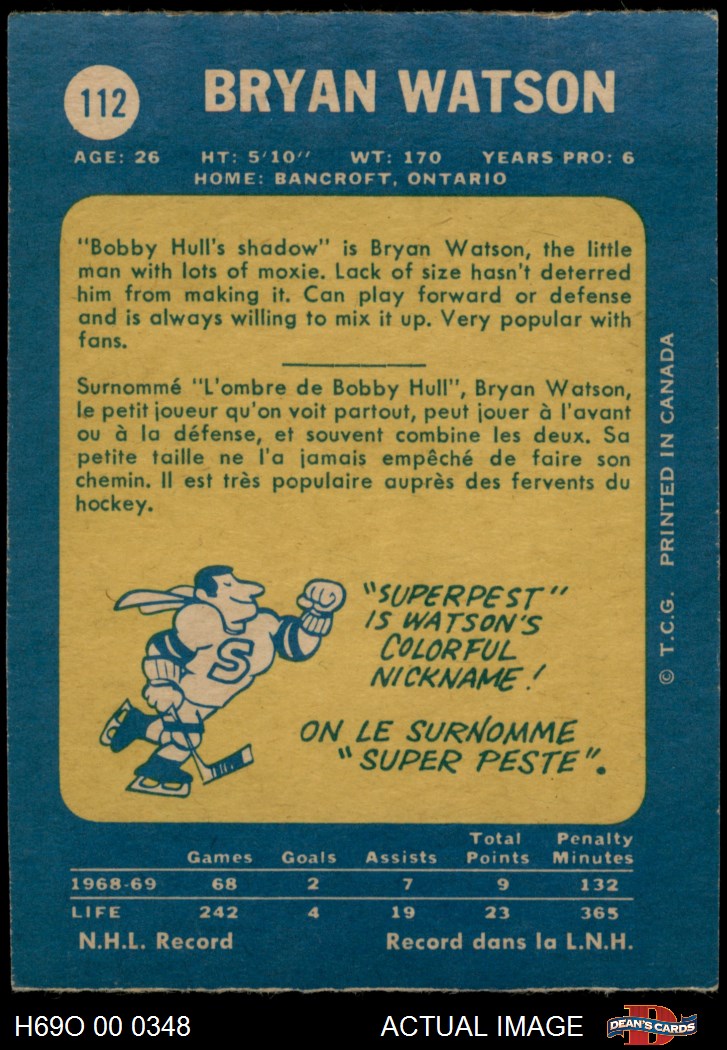 112
BRYAN WATSON
AGE: 26 HT: 5'10" WT: 170 YEARS PRO: 6
HOME: BANCROFT, ONTARIO
"Bobby Hull's shadow" is Bryan Watson, the little
man with lots of moxie. Lack of size hasn't deterred
him from making it. Can play forward or defense
and is always willing to mix it up. Very popular with
fans.
Surnommé "L'ombre de Bobby Hull", Bryan Watson,
le petit joueur qu'on voit partout, peut jouer à l'avant
ou à la défense, et souvent combine les deux. Sa
petite taille ne l'a jamais empêché de faire son
chemin. Il est très populaire auprès des fervents du
hockey.
S
"SUPERPEST"
IS WATSON'S
COLORFUL
NICKNAME!
ON LE SURNOMME
"SUPER PESTE".
© T.C.G. PRINTED IN CANADA
Total Penalty
Games Goals Assists Points Minutes
1968-69 68 2 7 9 132
LIFE 242 4 19 23 365
N.H.L. Record Record dans la L.N.H.
H69O 00 0348 ACTUAL IMAGE
D
DEAN'S CARDS